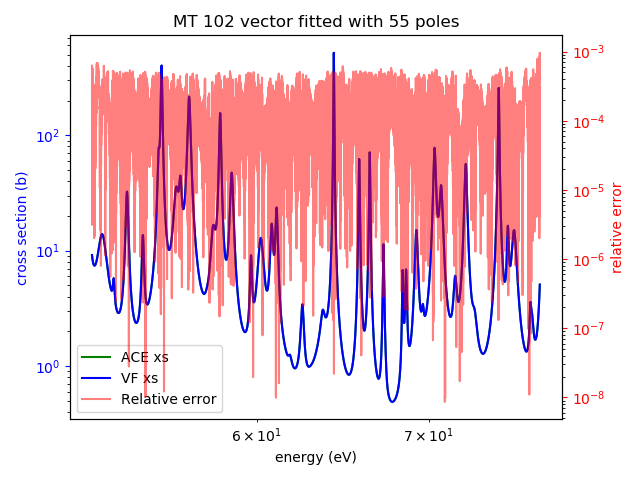 MT 102 vector fitted with 55 poles
10²
10¹
10⁰
cross section (b)
10⁻³
10⁻⁴
10⁻⁵
10⁻⁶
10⁻⁷
10⁻⁸
relative error
ACE xs
VF xs
Relative error
6 × 10¹
7 × 10¹
energy (eV)